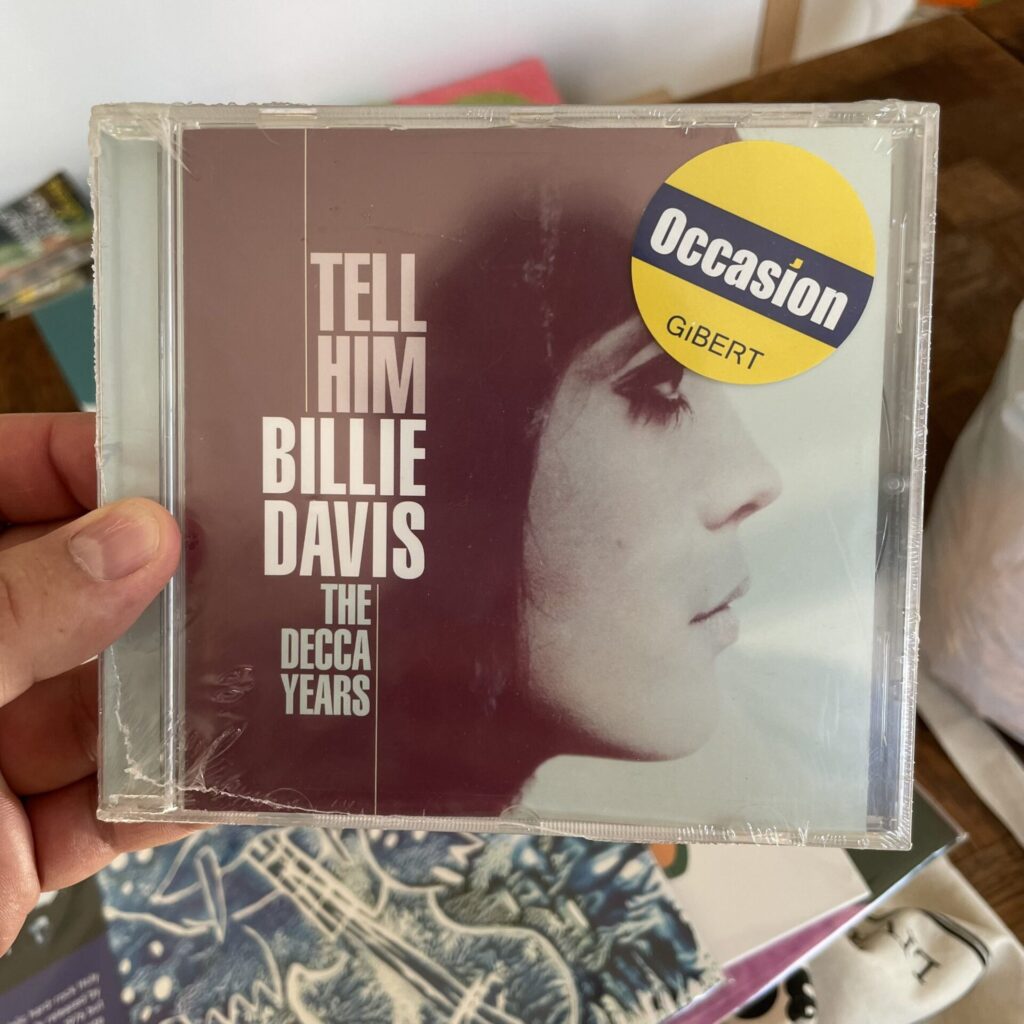 TELL
HIM
BILLIE
DAVIS
THE
DECCA
YEARS
Occasion
GiBERT